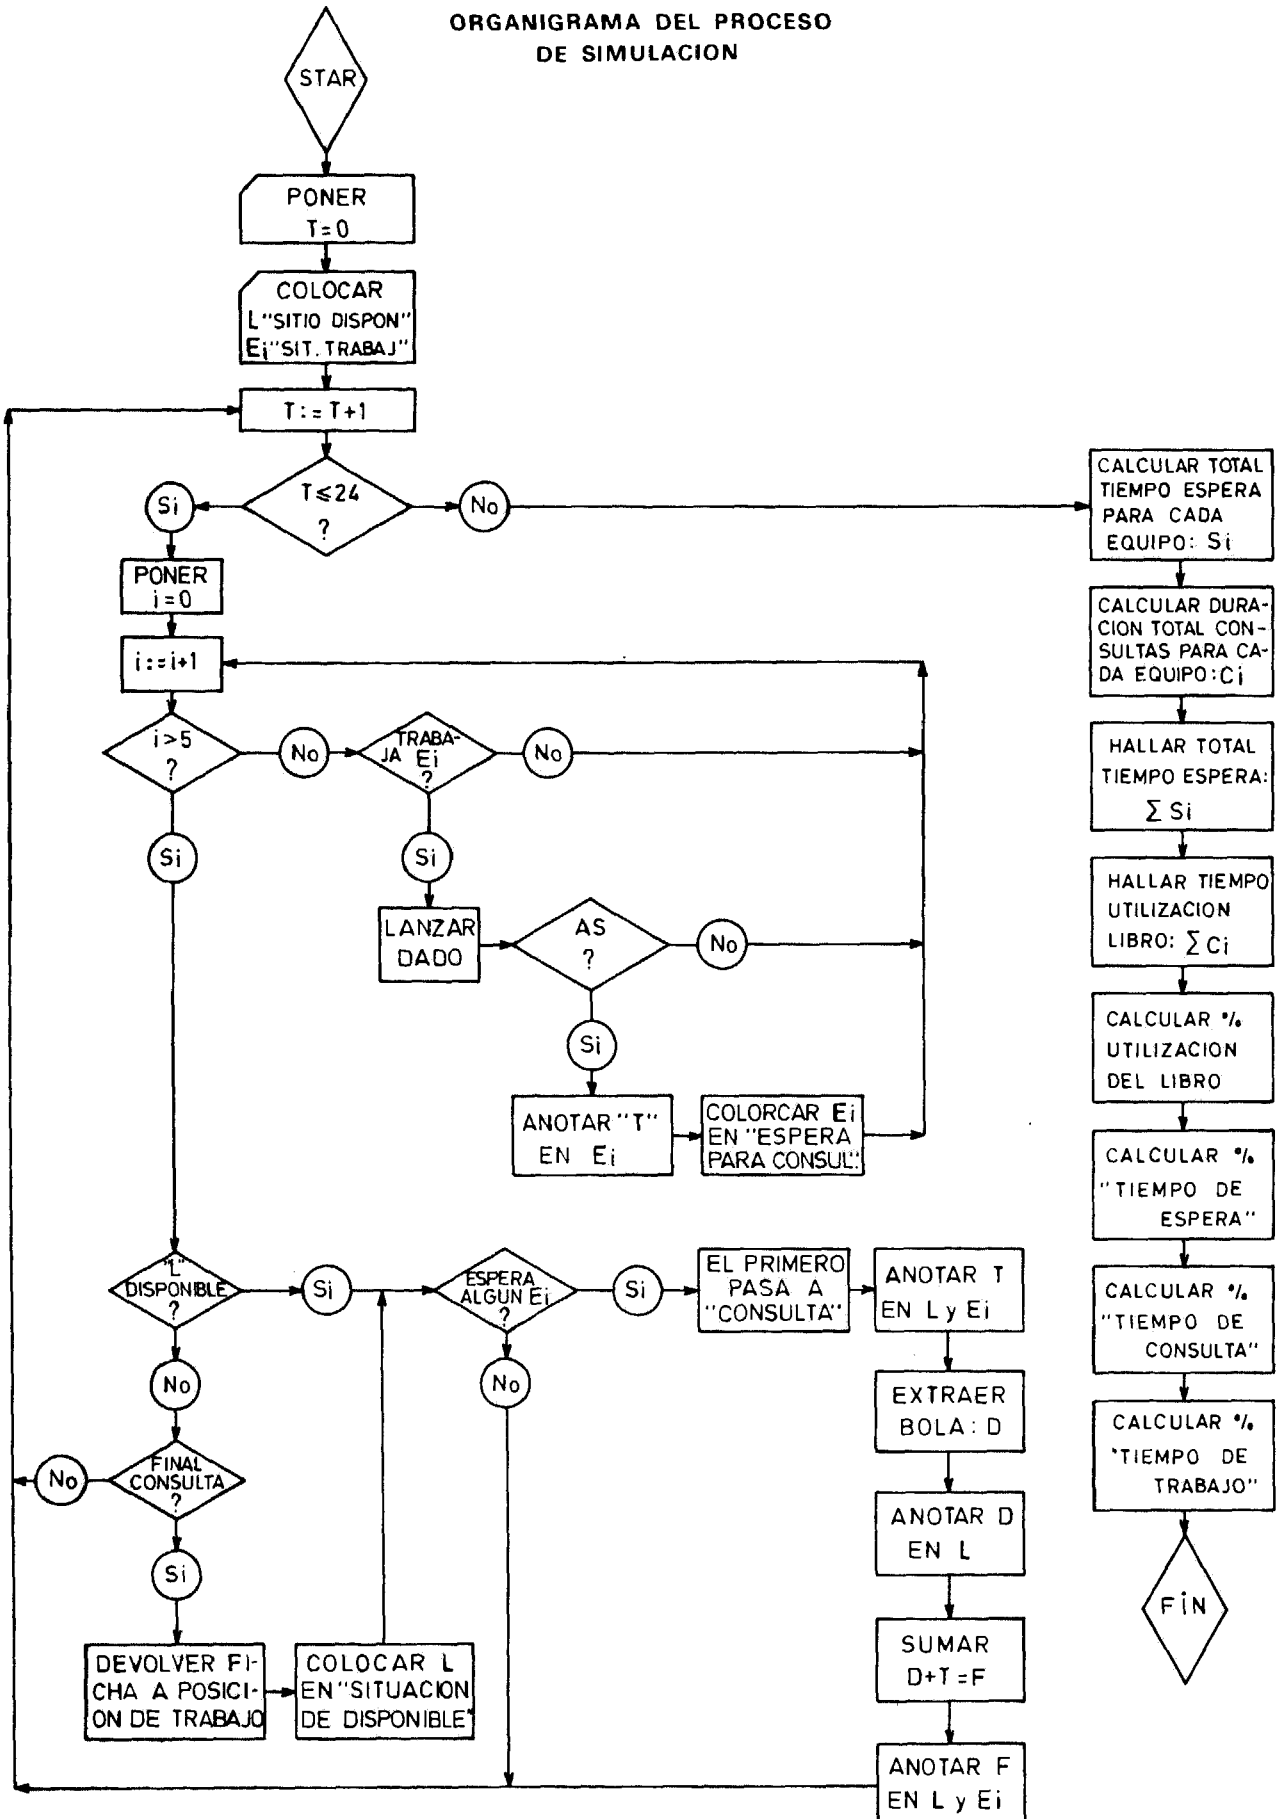 ORGANIGRAMA DEL PROCESO
DE SIMULACION
STAR
PONER
T=0
COLOCAR
L "SITIO DISPON"
Ei "SIT. TRABAJ"
T:=T+1
T≤24
?
Si
No
PONER
i=0
i:=i+1
i>5
?
No
TRABA-
JA Ei
?
No
Si
Si
LANZAR
DADO
AS
?
No
Si
ANOTAR "T"
EN Ei
COLORCAR Ei
EN "ESPERA
PARA CONSUL"
"L"
DISPONIBLE
?
Si
ESPERA
ALGUN Ei
?
Si
EL PRIMERO
PASA A
"CONSULTA"
ANOTAR T
EN L y Ei
No
No
EXTRAER
BOLA: D
FINAL
CONSULTA
?
No
ANOTAR D
EN L
Si
DEVOLVER FI-
CHA A POSICI-
ON DE TRABAJO
COLOCAR L
EN "SITUACION
DE DISPONIBLE"
SUMAR
D+T=F
ANOTAR F
EN L y Ei
CALCULAR TOTAL
TIEMPO ESPERA
PARA CADA
EQUIPO: Si
CALCULAR DURA-
CION TOTAL CON-
SULTAS PARA CA-
DA EQUIPO: Ci
HALLAR TOTAL
TIEMPO ESPERA:
∑ Si
HALLAR TIEMPO
UTILIZACION
LIBRO: ∑ Ci
CALCULAR %
UTILIZACION
DEL LIBRO
CALCULAR %
"TIEMPO DE
ESPERA"
CALCULAR %
"TIEMPO DE
CONSULTA"
CALCULAR %
"TIEMPO DE
TRABAJO"
FiN